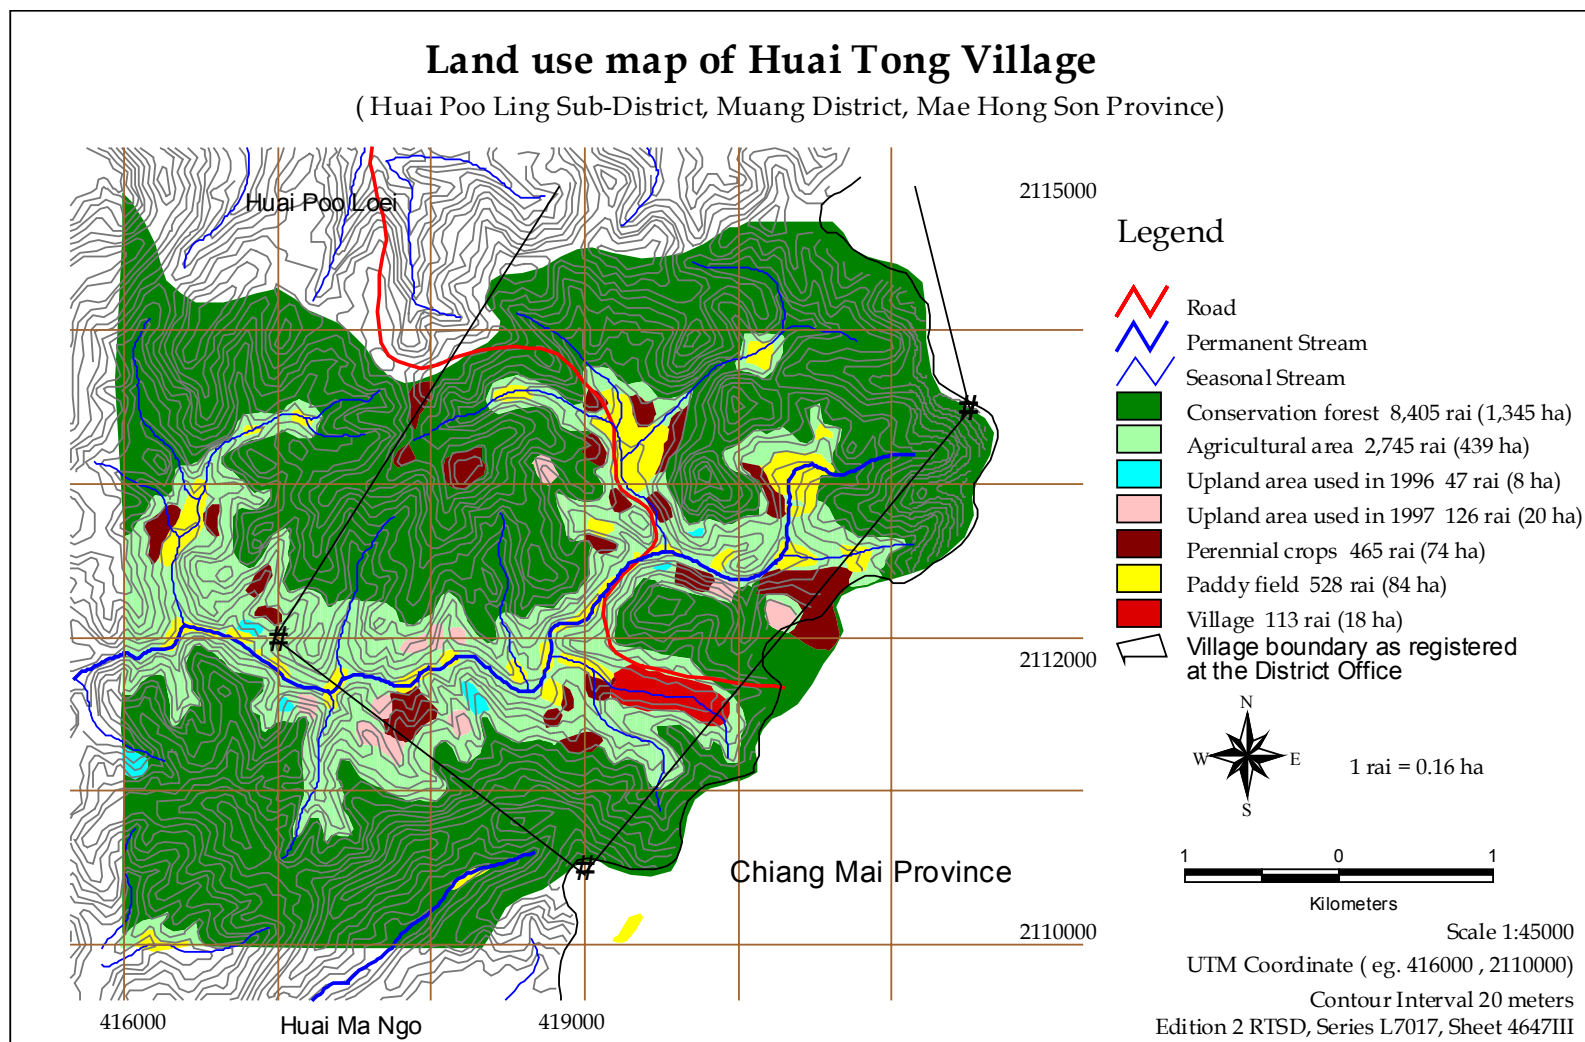 Land use map of Huai Tong Village
( Huai Poo Ling Sub-District, Muang District, Mae Hong Son Province)
Huai Poo Loei
2115000
Legend
Road
Permanent Stream
Seasonal Stream
Conservation forest 8,405 rai (1,345 ha)
Agricultural area 2,745 rai (439 ha)
Upland area used in 1996 47 rai (8 ha)
Upland area used in 1997 126 rai (20 ha)
Perennial crops 465 rai (74 ha)
Paddy field 528 rai (84 ha)
Village 113 rai (18 ha)
Village boundary as registered
at the District Office
#
#
#
2112000
N
W E
S
1 rai = 0.16 ha
Chiang Mai Province
1 0 1
Kilometers
2110000
Scale 1:45000
UTM Coordinate ( eg. 416000 , 2110000)
Contour Interval 20 meters
Edition 2 RTSD, Series L7017, Sheet 4647III
416000
Huai Ma Ngo
419000